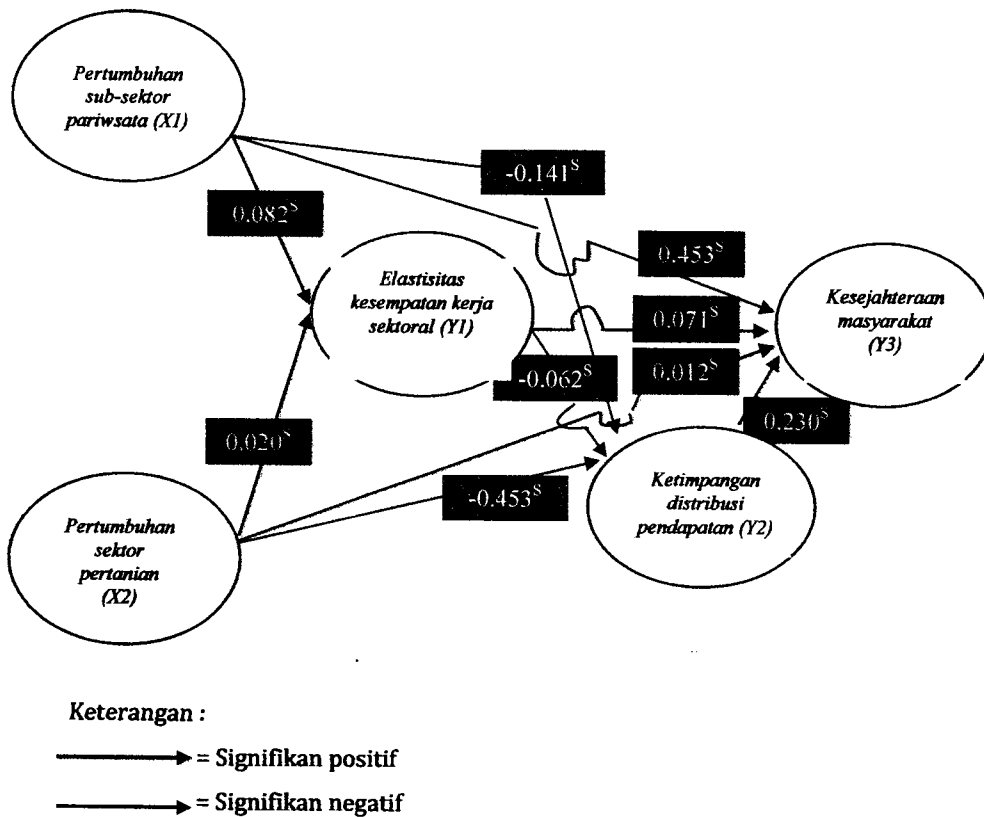 Pertumbuhan
sub-sektor
pariwsata (X1)
-0.141S
0.082S
0.453S
Elastisitas
kesempatan kerja
sektoral (Y1)
Kesejahteraan
masyarakat
(Y3)
0.071S
-0.062S
0.012S
0.020S
0.230S
-0.453S
Ketimpangan
distribusi
pendapatan (Y2)
Pertumbuhan
sektor
pertanian
(X2)
Keterangan :
= Signifikan positif
= Signifikan negatif